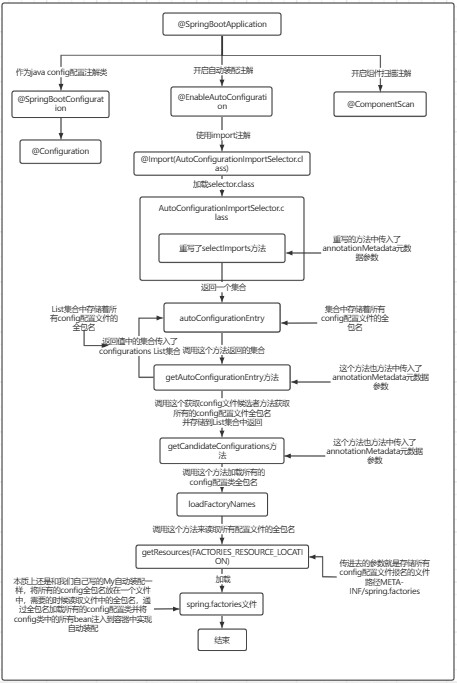 @SpringBootApplication
作为java config配置注解类
开启自动装配注解
开启组件扫描注解
@SpringBootConfigurat
ion
@EnableAutoConfigurati
on
@ComponentScan
使用import注解
@Configuration
@Import(AutoConfigurationImportSelector.cl
ass)
加载selector.class
AutoConfigurationImportSelector.c
lass
重写了selectImports方法
重写的方法中传入了
annotationMetadata元数
据参数
返回一个集合
List集合中存储着所
有config配置文件的
全包名
autoConfigurationEntry
集合中存储着所有
config配置文件的全
包名
返回值中的集合传入了
configurations List集合
调用这个方法返回的集合
getAutoConfigurationEntry方法
这个方法也方法中传入了
annotationMetadata元数据
参数
调用这个获取config文件候选者方法获取
所有的config配置文件全包名
并存储到List集合中返回
getCandidateConfigurations方
法
这个方法也方法中传入了
annotationMetadata元数据
参数
调用这个方法加载所有的
config配置类全包名
loadFactoryNames
调用这个方法来读取所有配置文件的全包名
getResources(FACTORIES_RESOURCE_LOCATI
ON)
传进去的参数就是存储所有
config配置文件报名的文件
路径META-
INF/spring.factories
加载
本质上还是和我们自己写的My自动装配一
样，将所有的config全包名放在一个文件
中，需要的时候读取文件中的全包名，通
过全包名加载所有的config配置类并将
config类中的所有bean注入到容器中实现
自动装配
spring.factories文件
结束